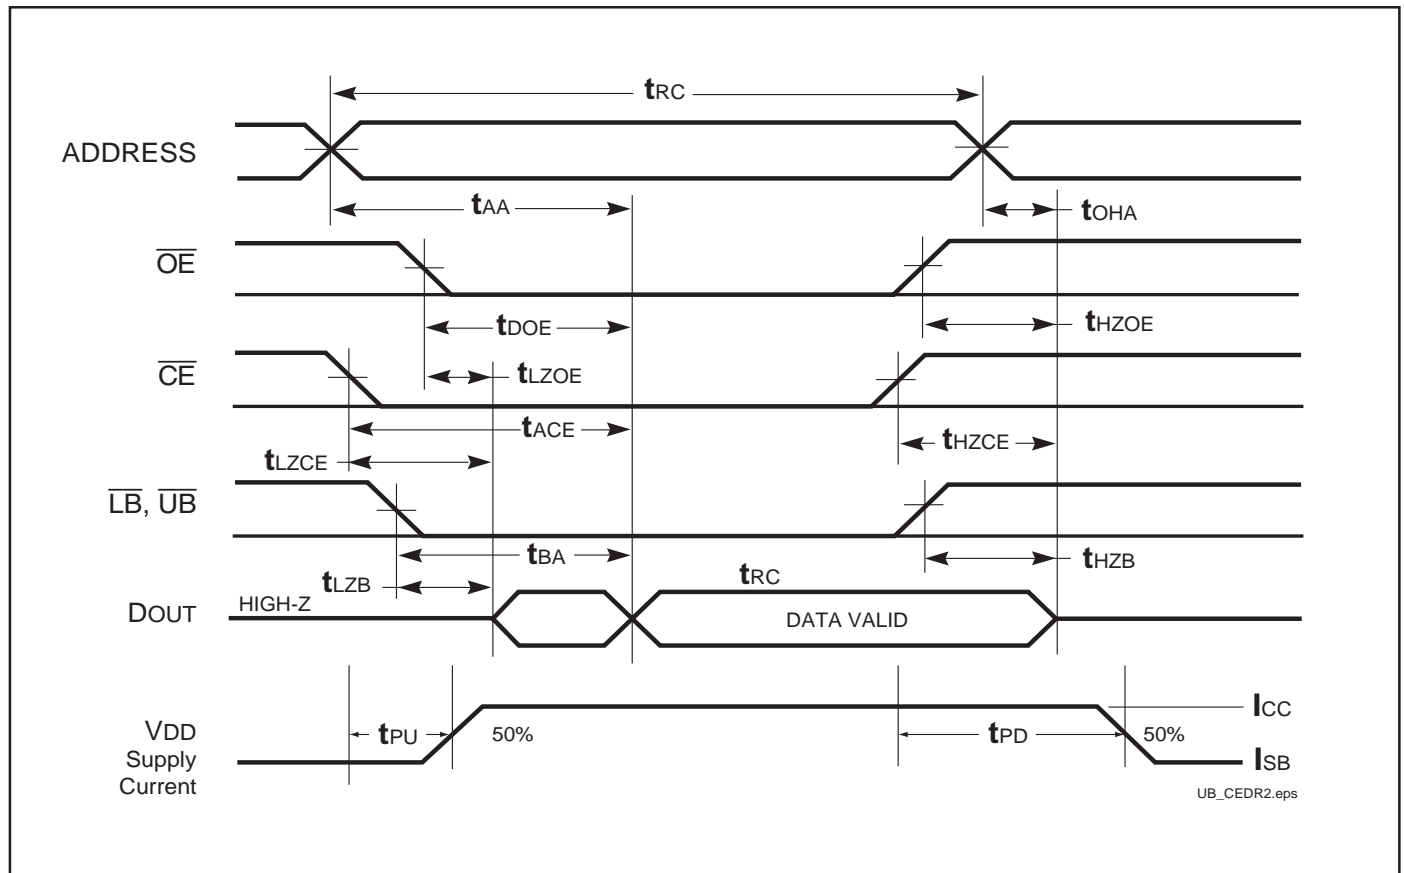 tRC
ADDRESS
tAA
tOHA
OE
tDOE
tHZOE
CE
tLZOE
tACE
tHZCE
tLZCE
LB, UB
tBA
tHZB
tLZB
tRC
DOUT
HIGH-Z
DATA VALID
ICC
VDD
Supply
Current
tPU
50%
tPD
50%
ISB
UB_CEDR2.eps